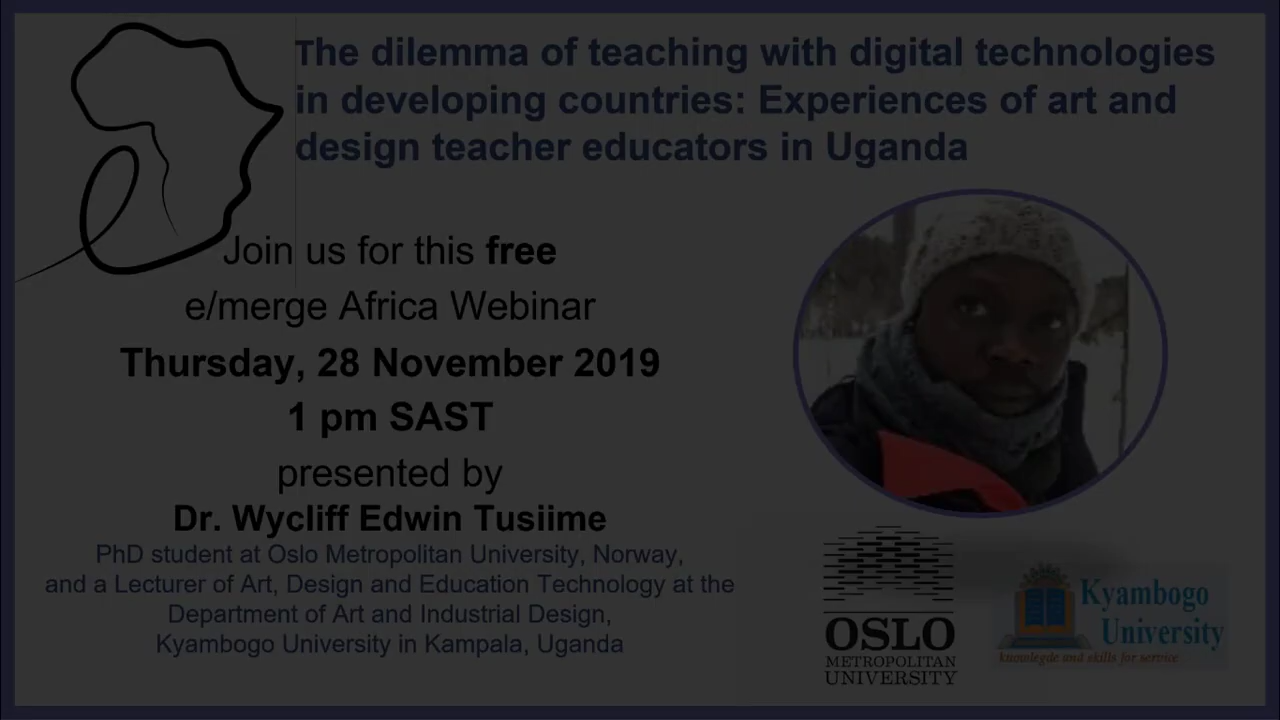 The dilemma of teaching with digital technologies
in developing countries: Experiences of art and
design teacher educators in Uganda
Join us for this free
e/merge Africa Webinar
Thursday, 28 November 2019
1 pm SAST
presented by
Dr. Wycliff Edwin Tusiime
PhD student at Oslo Metropolitan University, Norway,
and a Lecturer of Art, Design and Education Technology at the
Department of Art and Industrial Design,
Kyambogo University in Kampala, Uganda
OSLO
METROPOLITAN
UNIVERSITY
Kyambogo
University
knowlegde and skills for service